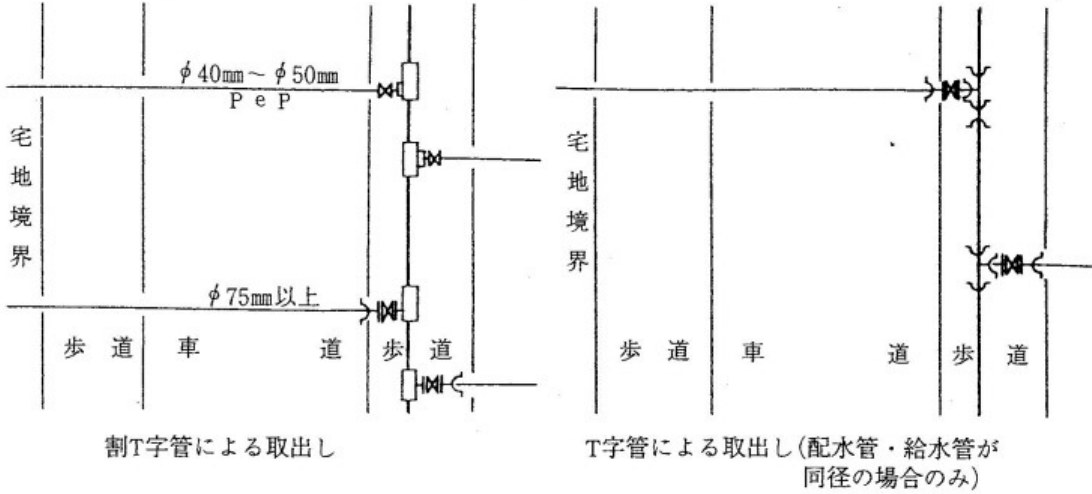 φ40mm～φ50mm
PeP
宅地境界
φ75mm以上
歩道 車道 歩道
割T字管による取出し
宅地境界
歩道 車道 歩道
T字管による取出し(配水管・給水管が
同径の場合のみ)